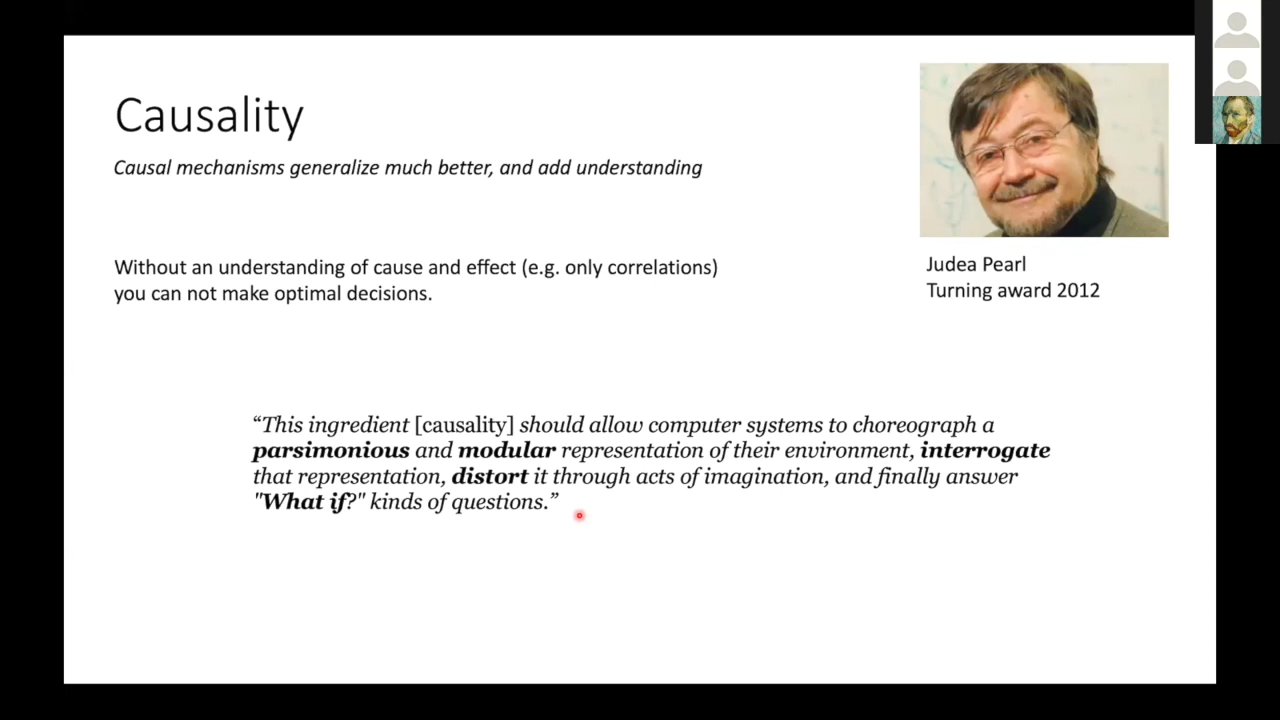 Causality
Causal mechanisms generalize much better, and add understanding
Without an understanding of cause and effect (e.g. only correlations)
you can not make optimal decisions.
Judea Pearl
Turning award 2012
“This ingredient [causality] should allow computer systems to choreograph a
parsimonious and modular representation of their environment, interrogate
that representation, distort it through acts of imagination, and finally answer
"What if?" kinds of questions.”